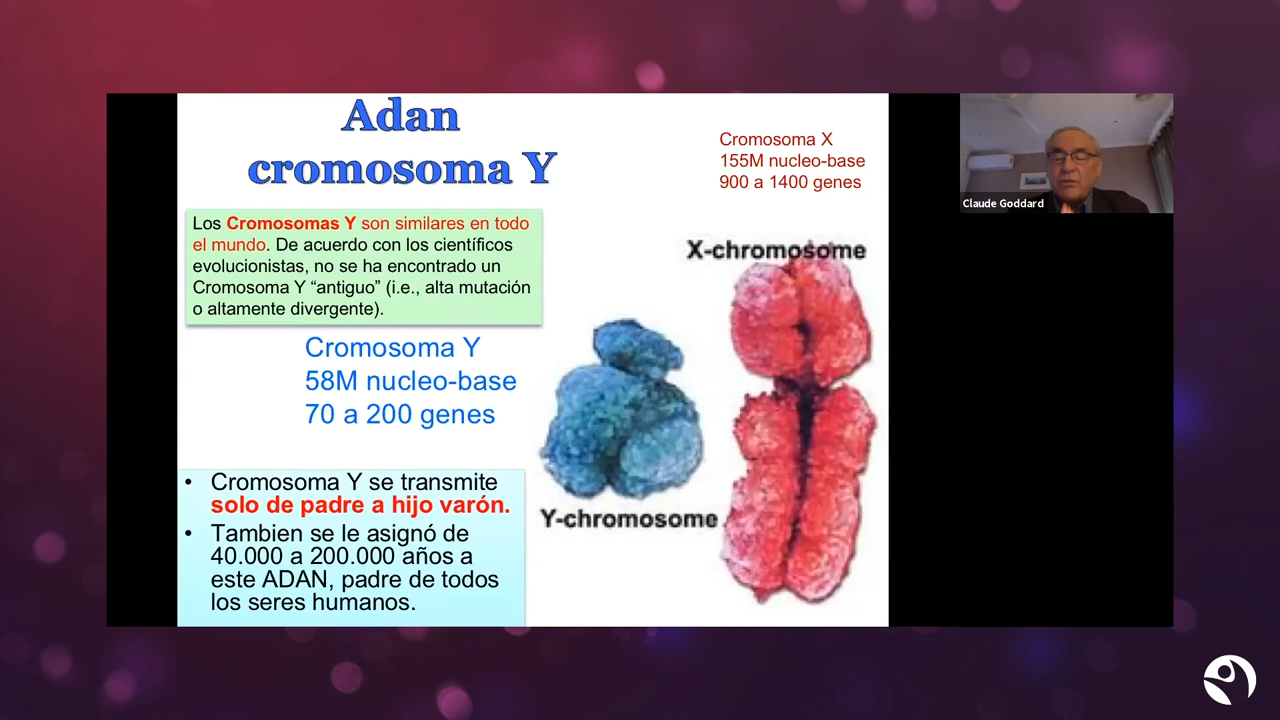 Adan
cromosoma Y
Cromosoma X
155M nucleo-base
900 a 1400 genes
Claude Goddard
Los Cromosomas Y son similares en todo
el mundo. De acuerdo con los científicos
evolucionistas, no se ha encontrado un
Cromosoma Y “antiguo” (i.e., alta mutación
o altamente divergente).
X-chromosome
Cromosoma Y
58M nucleo-base
70 a 200 genes
Y-chromosome
• Cromosoma Y se transmite
solo de padre a hijo varón.
• Tambien se le asignó de
40.000 a 200.000 años a
este ADAN, padre de todos
los seres humanos.